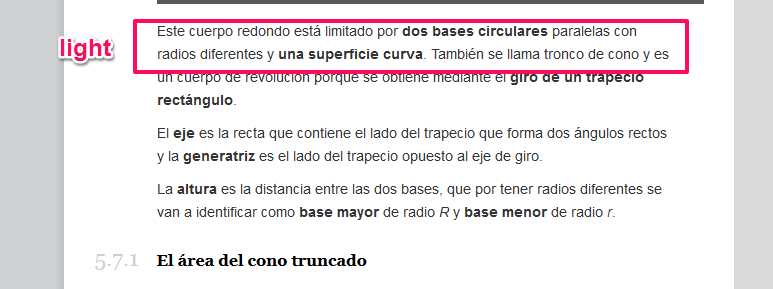 Este cuerpo redondo está limitado por dos bases circulares paralelas con
light
radios diferentes y una superficie curva. También se llama tronco de cono y es
un cuerpo de revolución porque se obtiene mediante el giro de un trapecio
rectángulo.
El eje es la recta que contiene el lado del trapecio que forma dos ángulos rectos
y la generatriz es el lado del trapecio opuesto al eje de giro.
La altura es la distancia entre las dos bases, que por tener radios diferentes se
van a identificar como base mayor de radio R y base menor de radio r.
5.7.1 El área del cono truncado